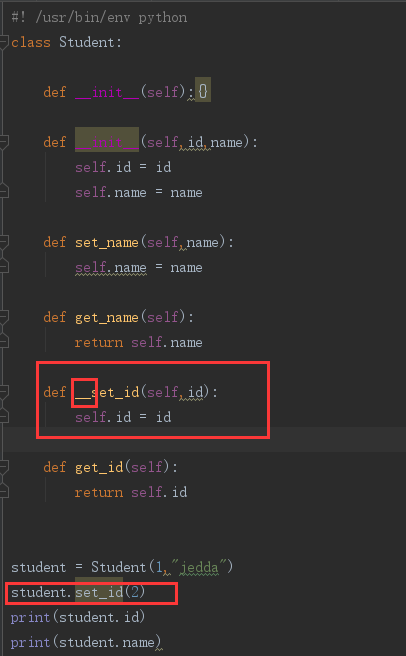 #! /usr/bin/env python
class Student:
def __init__(self):{}
def __init__(self,id,name):
self.id = id
self.name = name
def set_name(self,name):
self.name = name
def get_name(self):
return self.name
def __set_id(self,id):
self.id = id
def get_id(self):
return self.id
student = Student(1,"jedda")
student.set_id(2)
print(student.id)
print(student.name)